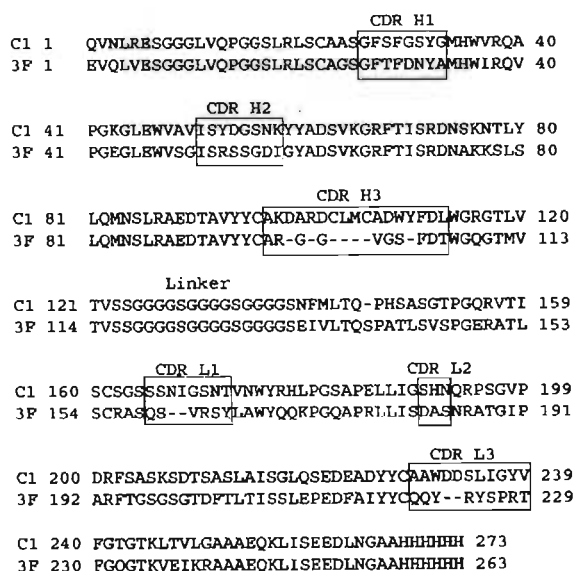 CDR H1
C1 1 QVNLRESGGGLVQPGGSLRLSCAASGFSFGSYGMHWVRQA 40
3F 1 EVQLVESGGGLVQPGGSLRLSCAGSGFTFDNYAMHWIRQV 40
CDR H2
C1 41 PGKGLEWVAVISYDGSNKYYADSVKGRFTISRDNSKNTLY 80
3F 41 PGEGLEWVSGISRSSGDIGYADSVKGRFTISRDNAKKSLS 80
CDR H3
C1 81 LQMNSLRAEDTAVYYCAKDARDCLMCADWYFDLWGRGTLV 120
3F 81 LQMNSLRAEDTAVYYCAR-G-G----VGS-FDTWGQGTMV 113
Linker
C1 121 TVSSGGGGSGGGGSGGGGSNFMLTQ-PHSASGTPGQRVTI 159
3F 114 TVSSGGGGSGGGGSGGGGSEIVLTQSPATLSVSPGERATL 153
CDR L1 CDR L2
C1 160 SCSGSSSNIGSNTVNWYRHLPGSAPELLIGSHNQRPSGVP 199
3F 154 SCRASQS--VRSYLAWYQQKPGQAPRLLISDASNRATGIP 191
CDR L3
C1 200 DRFSASKSDTSASLAISGLQSEDEADYYCAAWDDSLIGYV 239
3F 192 ARFTGSGSGTDFTLTISSLEPEDFAIYYCQQY--RYSPRT 229
C1 240 FGTGTKLTVLGAAAEQKLISEEDLNGAAHHHHHH 273
3F 230 FGQGTKVEIKRAAAEQKLISEEDLNGAAHHHHHH 263